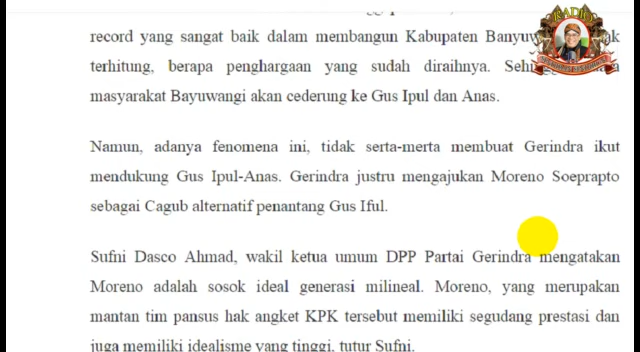 record yang sangat baik dalam membangun Kabupaten
terhitung, berapa penghargaan yang sudah diraihnya.
masyarakat Bayuwangi akan cederung ke Gus Ipul dan Anas.
Namun, adanya fenomena ini, tidak serta-merta membuat Gerindra ikut
mendukung Gus Ipul-Anas. Gerindra justru mengajukan Moreno Soeprapto
sebagai Cagub alternatif penantang Gus Iful.
Sufni Dasco Ahmad, wakil ketua umum DPP Partai Gerindra mengatakan
Moreno adalah sosok ideal generasi milineal. Moreno, yang merupakan
mantan tim pansus hak angket KPK tersebut memiliki segudang prestasi dan
juga memiliki idealisme yang tinggi, tutur Sufni.